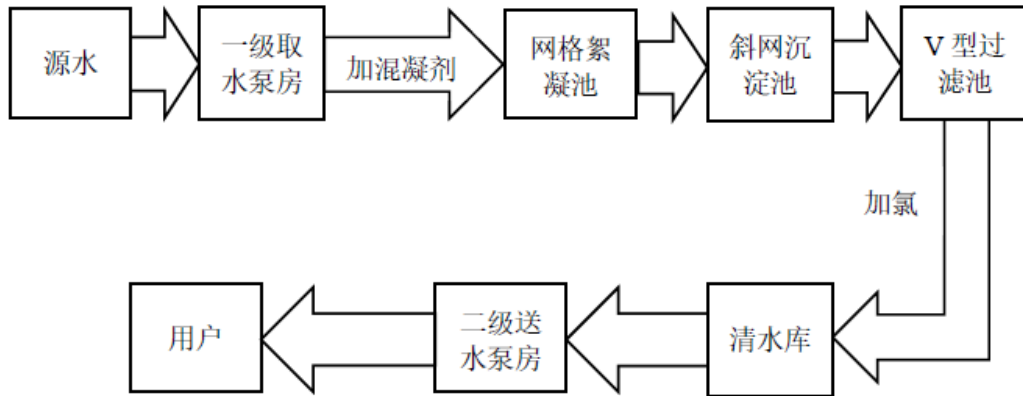 源水
一级取
水泵房
加混凝剂
网格絮
凝池
斜网沉
淀池
V 型过
滤池
加氯
清水库
二级送
水泵房
用户